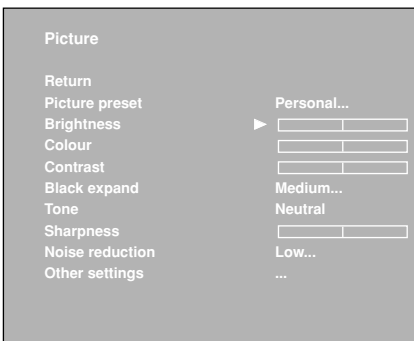 Picture
Return
Picture preset Personal...
Brightness
Colour
Contrast
Black expand Medium...
Tone Neutral
Sharpness
Noise reduction Low...
Other settings ...